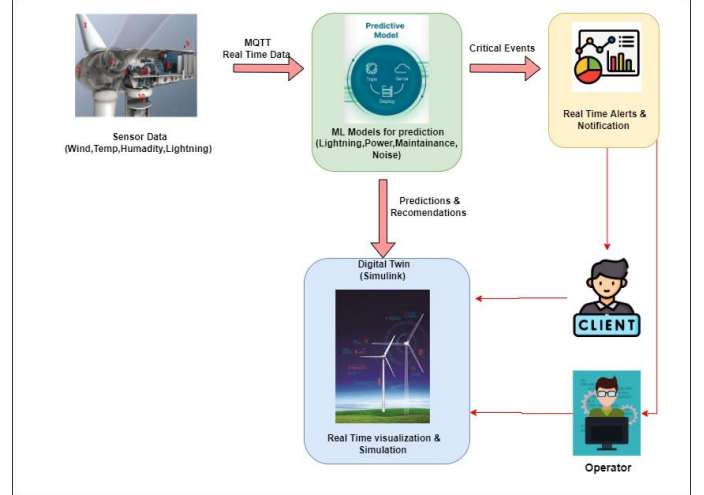 MQTT
Real Time Data
Sensor Data
(Wind,Temp,Humadity,Lightning)
Predictive
Model
Train
Serve
Deploy
ML Models for prediction
(Lightning,Power,Maintainance,
Noise)
Critical Events
Real Time Alerts &
Notification
Predictions &
Recomendations
Digital Twin
(Simulink)
Real Time visualization &
Simulation
CLIENT
Operator